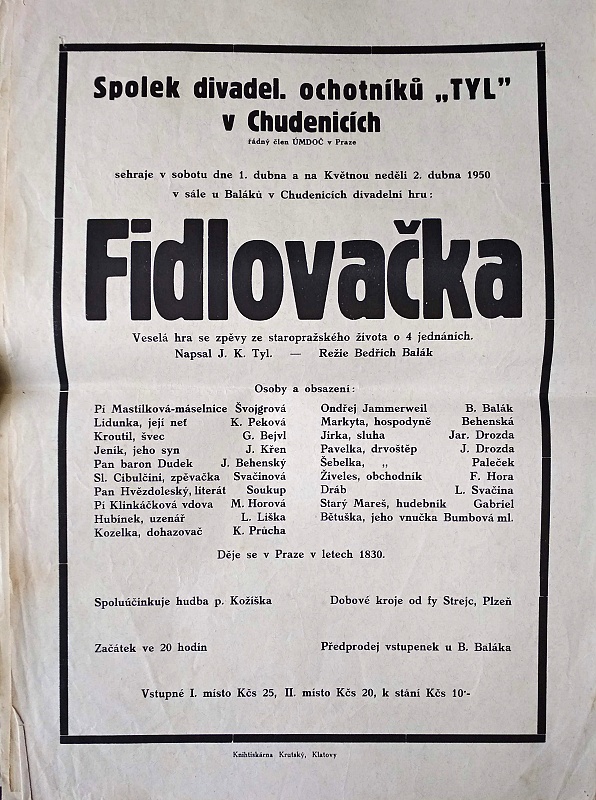 Spolek divadel. ochotníků „TYL"
v Chudenicích
řádný člen ÚMDOČ v Praze
sehraje v sobotu dne 1. dubna a na Květnou neděli 2. dubna 1950
v sále u Baláků v Chudenicích divadelní hru:
Fidlovačka
Veselá hra se zpěvy ze staropražského života o 4 jednáních.
Napsal J. K. Tyl. — Režie Bedřich Balák
Osoby a obsazení:
Pí Mastílková-máselnice Švojgrová
Lidunka, její neť K. Peková
Kroutil, švec G. Bejvl
Jeník, jeho syn J. Křen
Pan baron Dudek J. Behenský
Sl. Cibulčíní, zpěvačka Svačinová
Pan Hvězdoleský, literát Soukup
Pí Klinkáčková vdova M. Horová
Hubínek, uzenář L. Liška
Kozelka, dohazovač K. Průcha
Ondřej Jammerweil B. Balák
Markyta, hospodyně Behenská
Jirka, sluha Jar. Drozda
Pavelka, drvoštěp J. Drozda
Šebelka, „ Paleček
Živeles, obchodník F. Hora
Dráb L. Svačina
Starý Mareš, hudebník Gabriel
Bětuška, jeho vnučka Bumbová ml.
Děje se v Praze v letech 1830.
Spoluúčinkuje hudba p. Kožíška
Dobové kroje od fy Strejc, Plzeň
Začátek ve 20 hodin
Předprodej vstupenek u B. Baláka
Vstupné I. místo Kčs 25, II. místo Kčs 20, k stání Kčs 10·-
Knihtiskárna Krutský, Klatovy